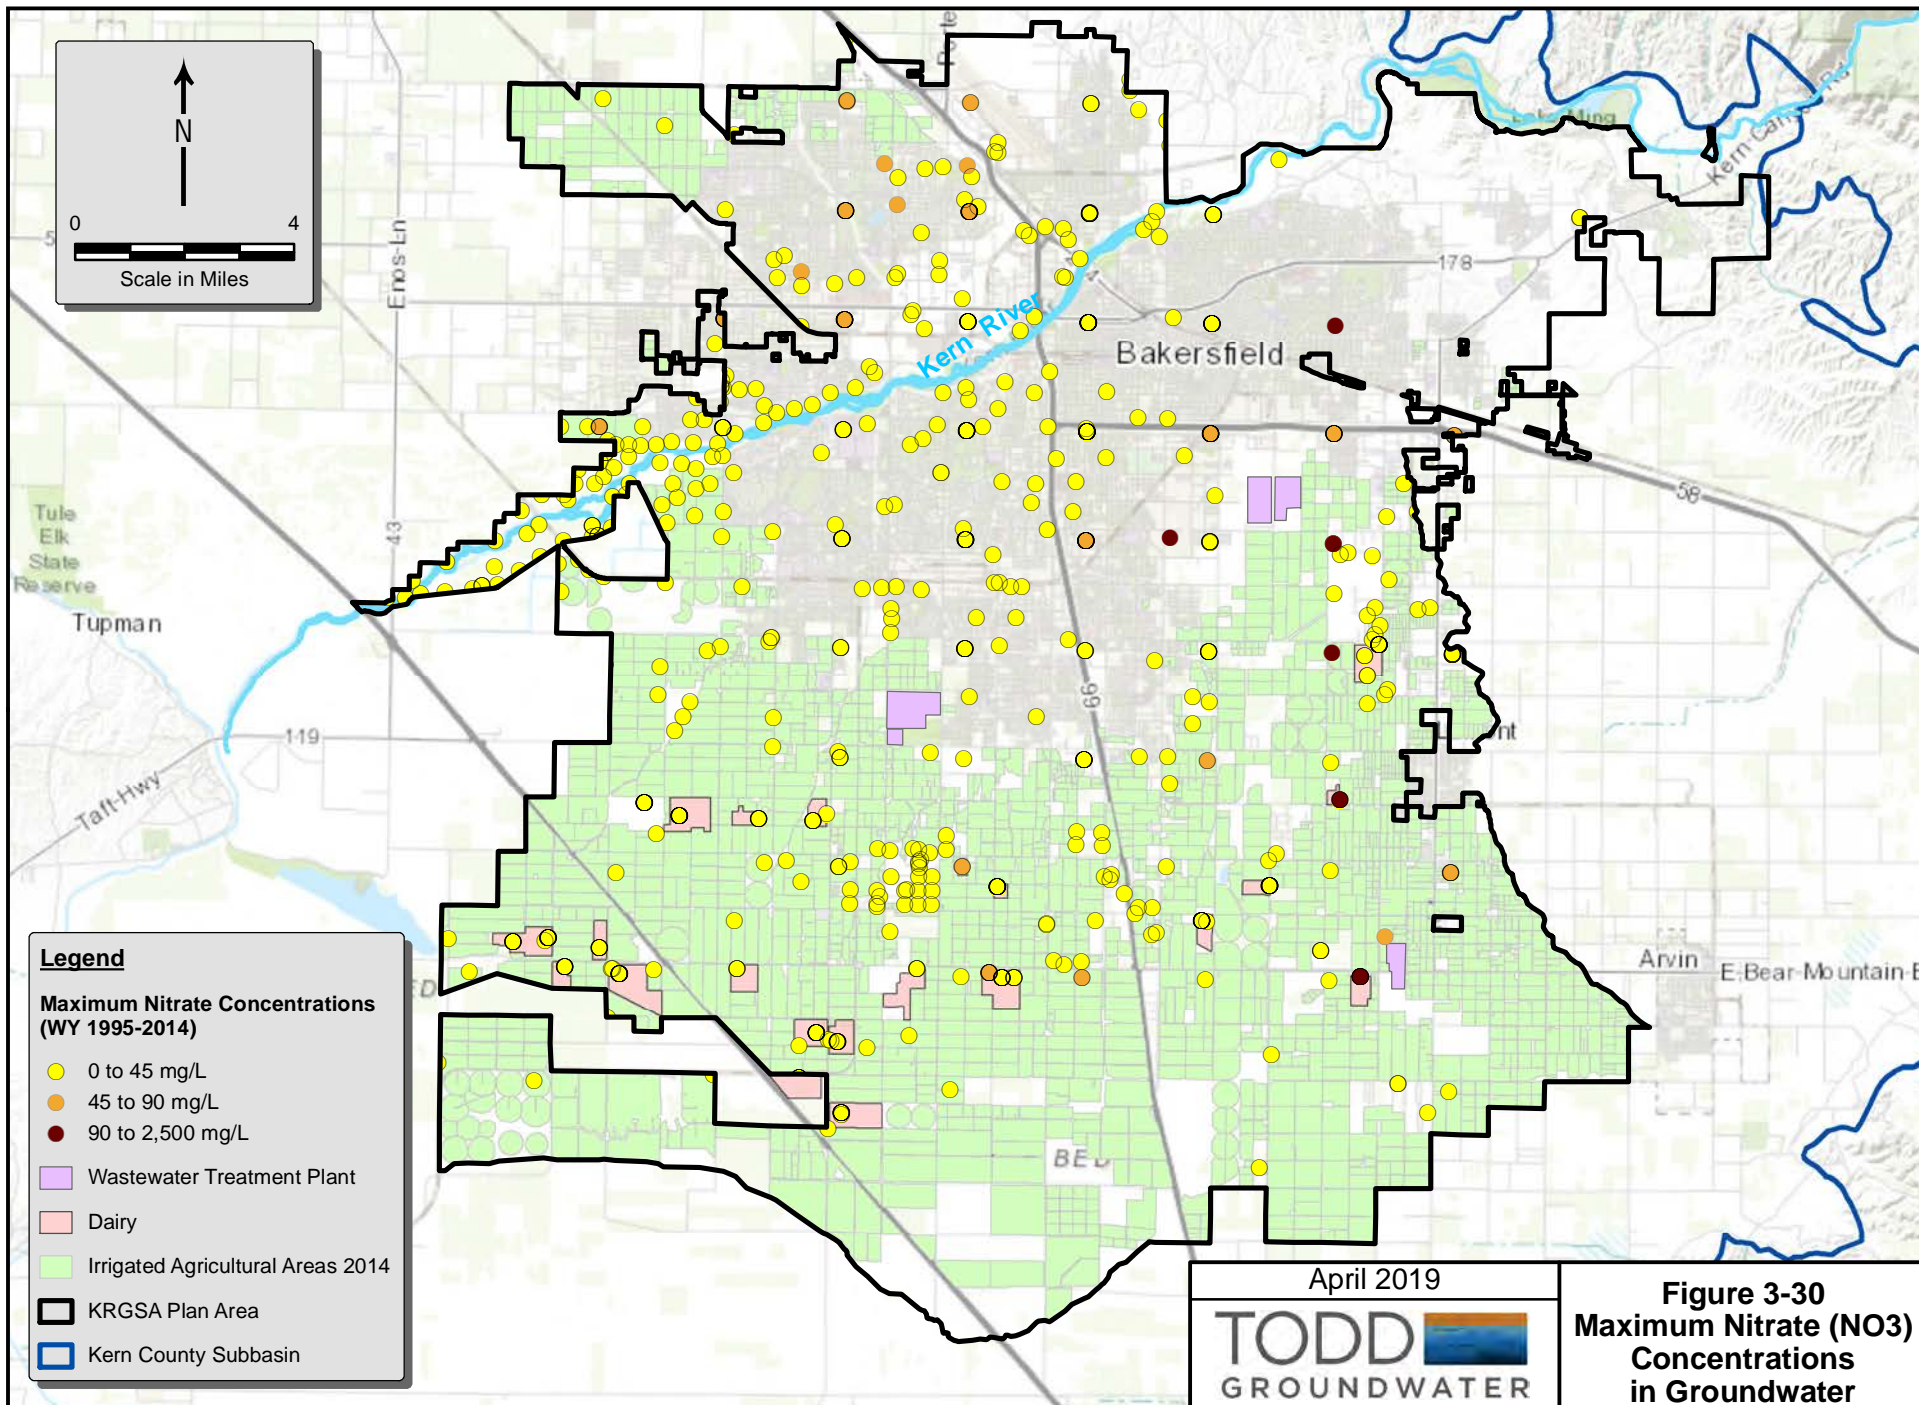 N
0 4
Scale in Miles
Enos-Ln
43
Kern River
Bakersfield
178
58
99
Tule
Elk
State
Reserve
Tupman
119
Taft-Hwy
Arvin
E-Bear-Mountain-B
BED
Legend
Maximum Nitrate Concentrations
(WY 1995-2014)
0 to 45 mg/L
45 to 90 mg/L
90 to 2,500 mg/L
Wastewater Treatment Plant
Dairy
Irrigated Agricultural Areas 2014
KRGSA Plan Area
Kern County Subbasin
April 2019
TODD
GROUNDWATER
Figure 3-30
Maximum Nitrate (NO3)
Concentrations
in Groundwater